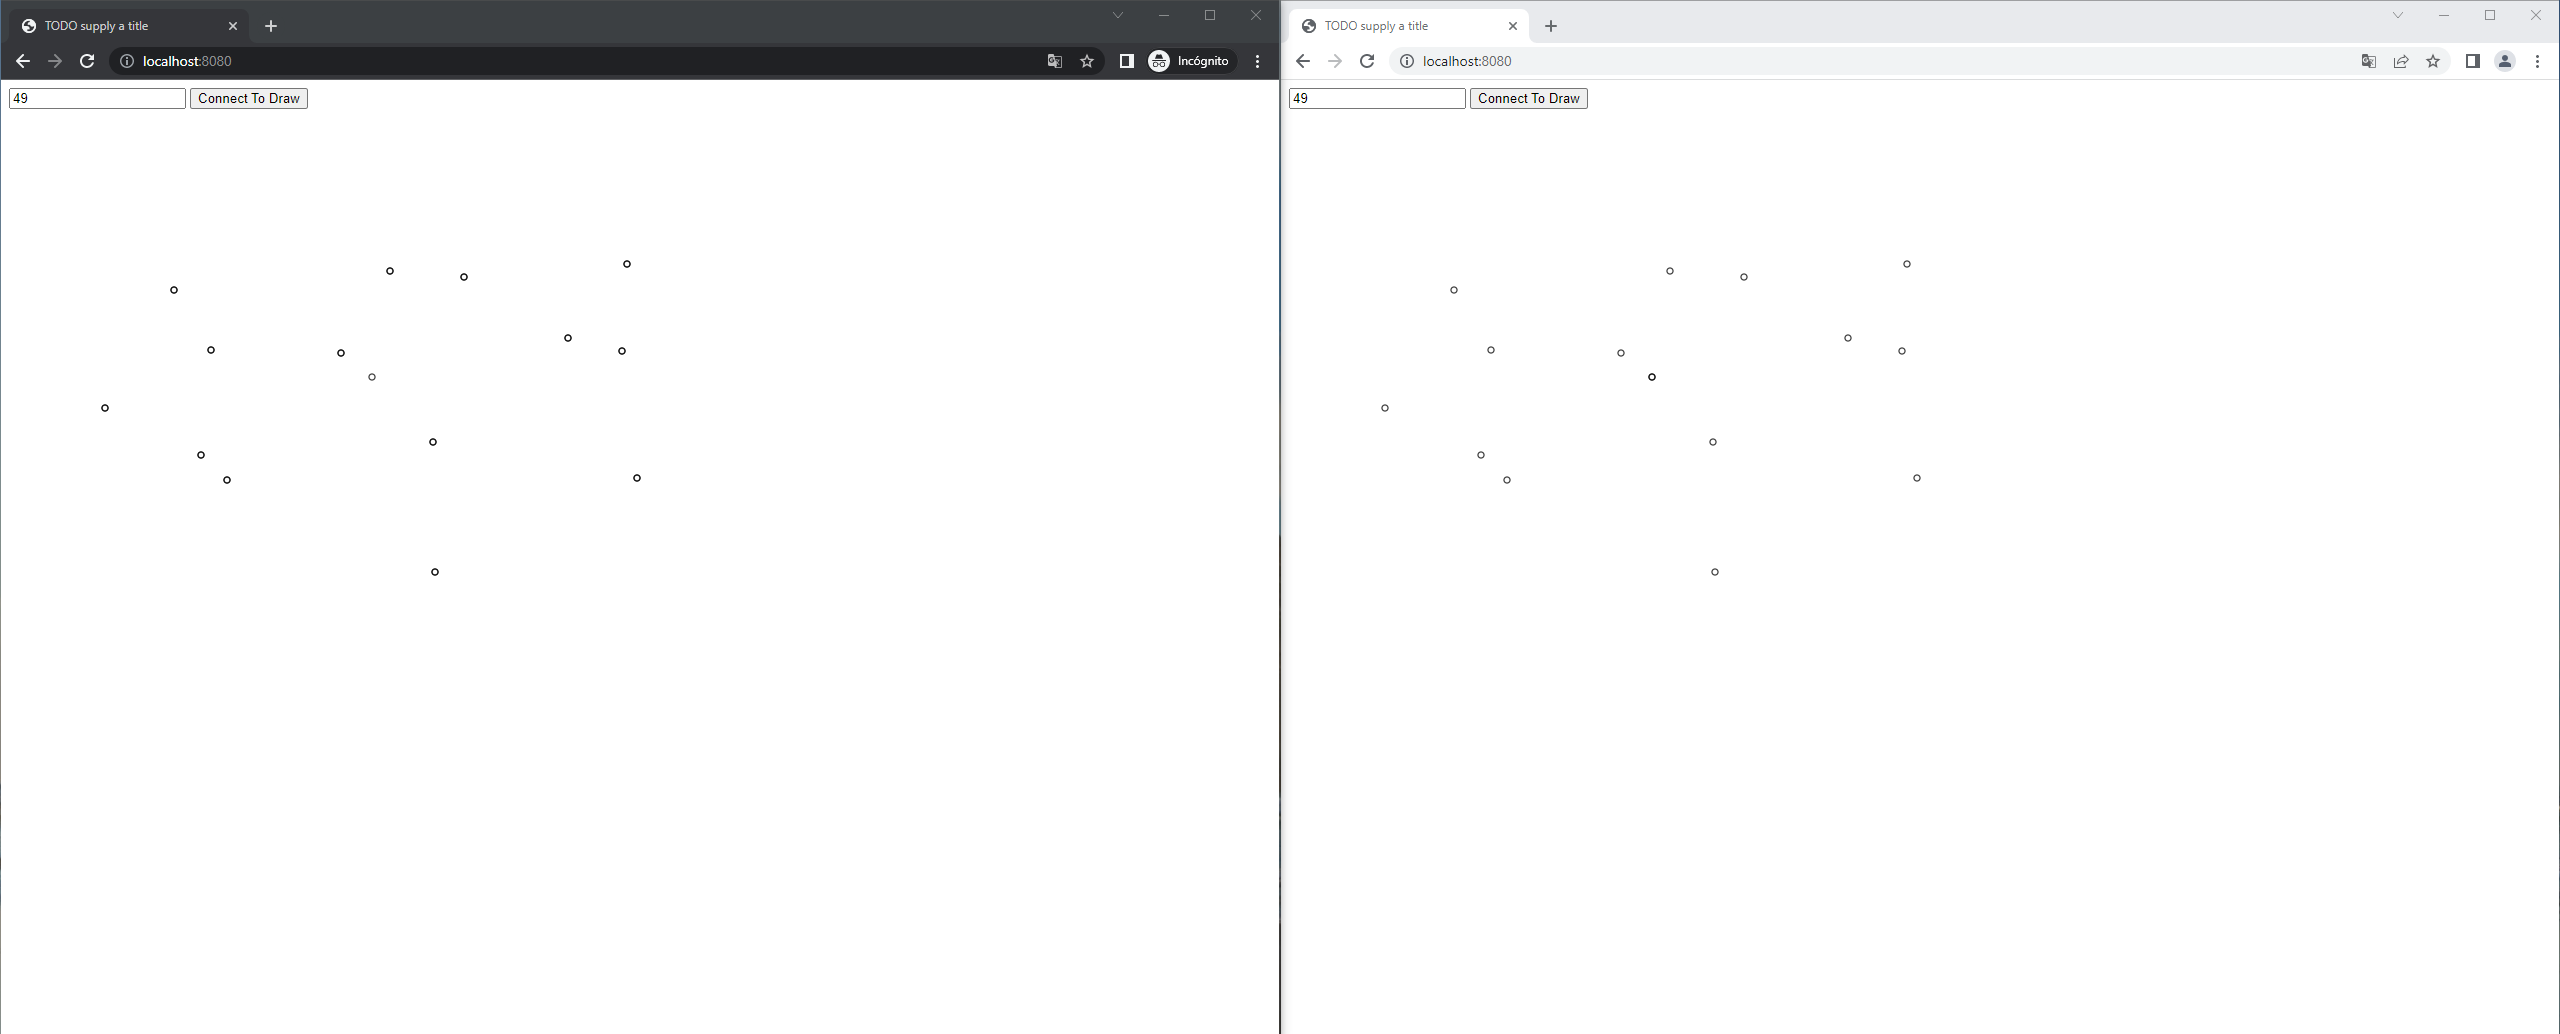 TODO supply a title
localhost:8080
Incógnito
49
Connect To Draw
TODO supply a title
localhost:8080
49
Connect To Draw